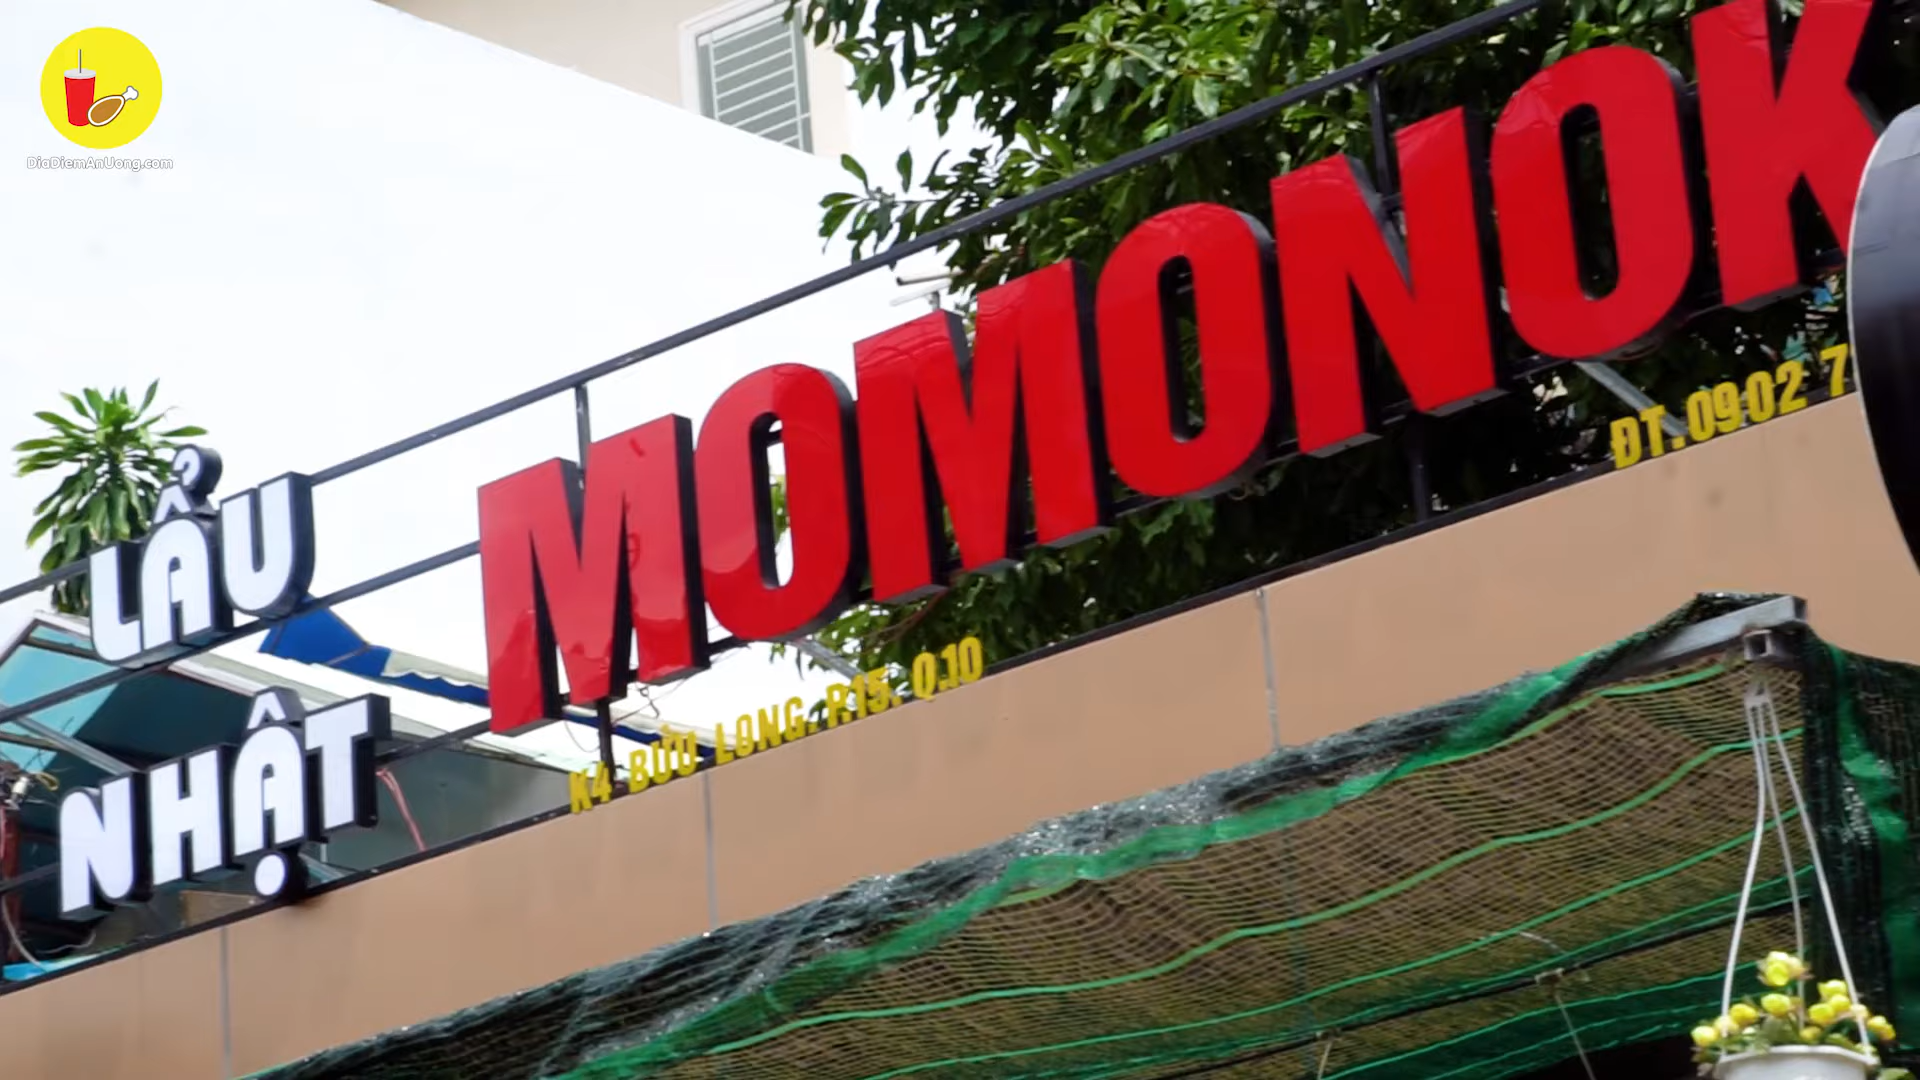 DiaDiemAnUong.com
LẨU
NHẬT
MOMONOK
K4 BỬU LONG. P.15. Q.10
ĐT.0902 7